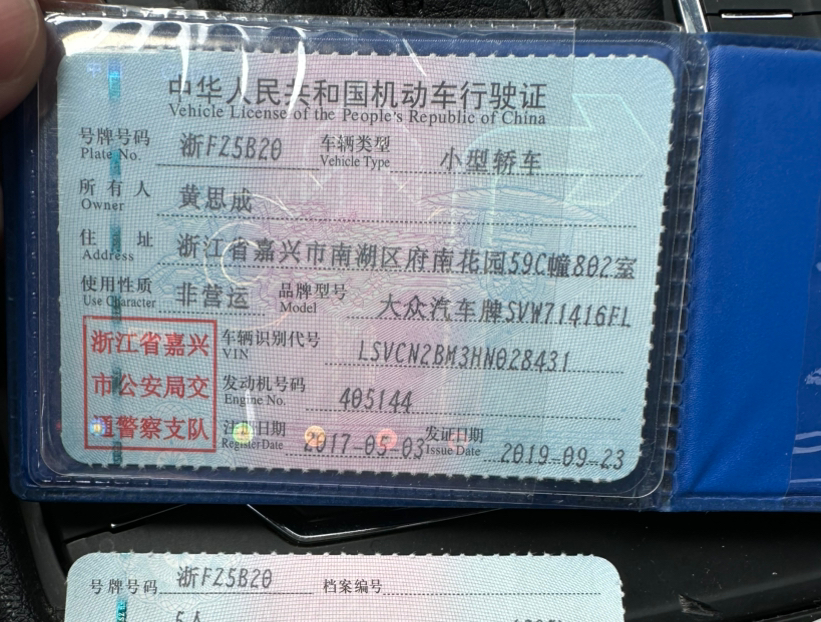 中华人民共和国机动车行驶证
Vehicle License of the People's Republic of China
号牌号码 浙FZ5B20 车辆类型 小型轿车
Plate No. Vehicle Type
所有人 黄思成
Owner
住址 浙江省嘉兴市南湖区府南花园59C幢802室
Address
使用性质 非营运 品牌型号 大众汽车牌SVW71416FL
Use Character Model
浙江省嘉兴
市公安局交
通警察支队
车辆识别代号 LSVCN2BM3HN028431
VIN
发动机号码 405144
Engine No.
注册日期 2017-05-03 发证日期 2019-09-23
Register Date Issue Date
号牌号码 浙FZ5B20 档案编号
5人